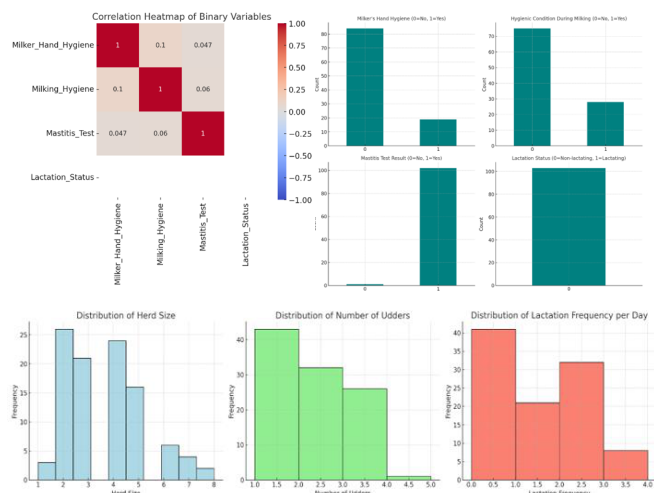 Correlation Heatmap of Binary Variables
Milker_Hand_Hygiene
Milking_Hygiene
Mastitis_Test
Lactation_Status
1 0.1 0.047
0.1 1 0.06
0.047 0.06 1
Milker_Hand_Hygiene
Milking_Hygiene
Mastitis_Test
Lactation_Status
1.00
0.75
0.50
0.25
0.00
−0.25
−0.50
−0.75
−1.00
Milker's Hand Hygiene (0=No, 1=Yes)
Count
80
70
60
50
40
30
20
10
0
0 1
Hygienic Condition During Milking (0=No, 1=Yes)
Count
70
60
50
40
30
20
10
0
0 1
Mastitis Test Result (0=No, 1=Yes)
100
80
60
40
20
0
0 1
Lactation Status (0=Non-lactating, 1=Lactating)
Count
100
80
60
40
20
0
0
Distribution of Herd Size
Frequency
25
20
15
10
5
0
1 2 3 4 5 6 7 8
Herd Size
Distribution of Number of Udders
Frequency
40
30
20
10
0
1.0 1.5 2.0 2.5 3.0 3.5 4.0 4.5 5.0
Number of Udders
Distribution of Lactation Frequency per Day
Frequency
40
35
30
25
20
15
10
5
0
0.0 0.5 1.0 1.5 2.0 2.5 3.0 3.5 4.0
Lactation Frequency